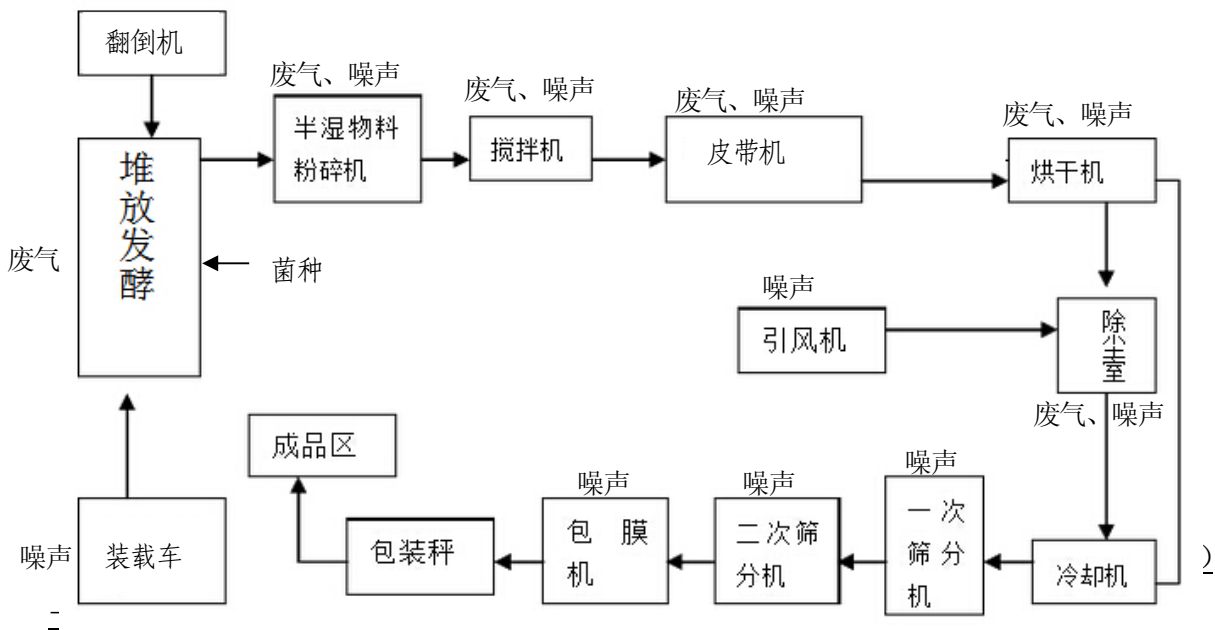 翻倒机
废气、噪声
半湿物料
粉碎机
废气、噪声
搅拌机
废气、噪声
皮带机
废气、噪声
烘干机
堆放发酵
废气
菌种
噪声
引风机
除尘室
废气、噪声
成品区
噪声
装载车
包装秤
噪声
包 膜
机
噪声
二次筛
分机
噪声
一 次
筛 分
机
冷却机
)